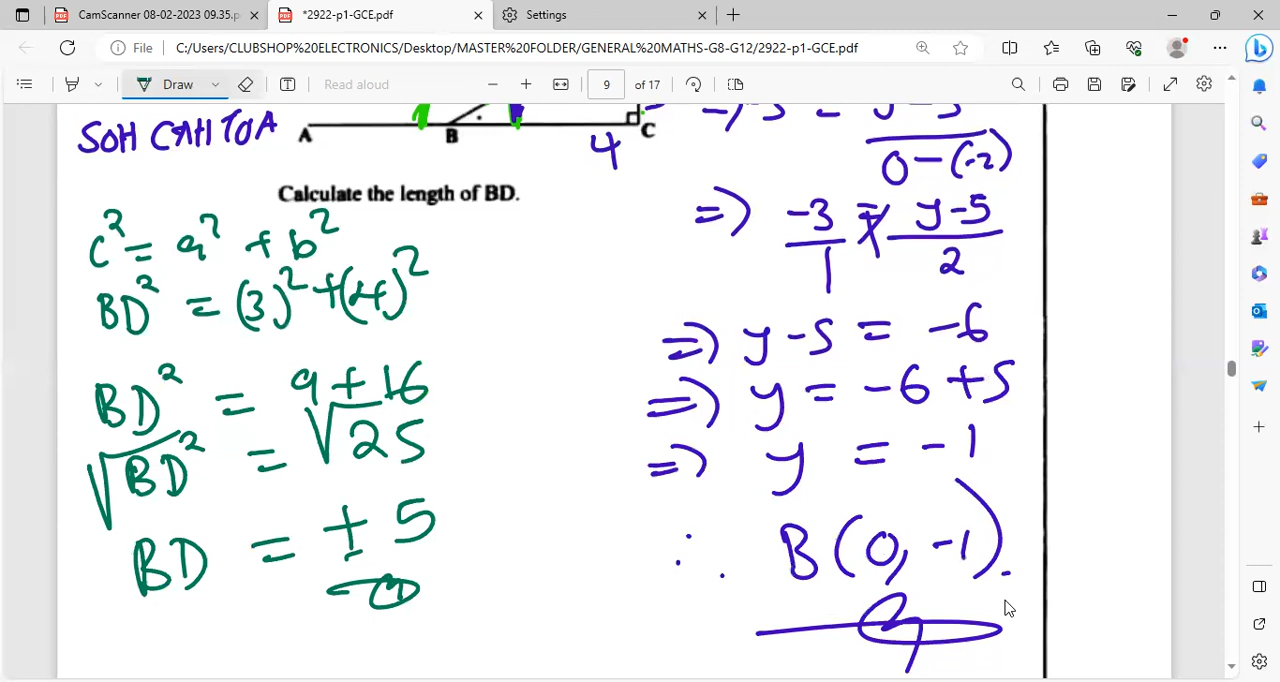 CamScanner 08-02-2023 09.35.p
*2922-p1-GCE.pdf
Settings
File
C:/Users/CLUBSHOP%20ELECTRONICS/Desktop/MASTER%20FOLDER/GENERAL%20MATHS-G8-G12/2922-p1-GCE.pdf
Draw
Read aloud
9 of 17
SOH CAH TOA
A B C
4
Calculate the length of BD.
c² = a² + b²
BD² = (3)² + (4)²
BD² = 9 + 16
√BD² = √25
BD = ± 5
0 - (-2)
=> -3/1 = y-5/2
=> y - 5 = -6
=> y = -6 + 5
=> y = -1
∴ B(0, -1).